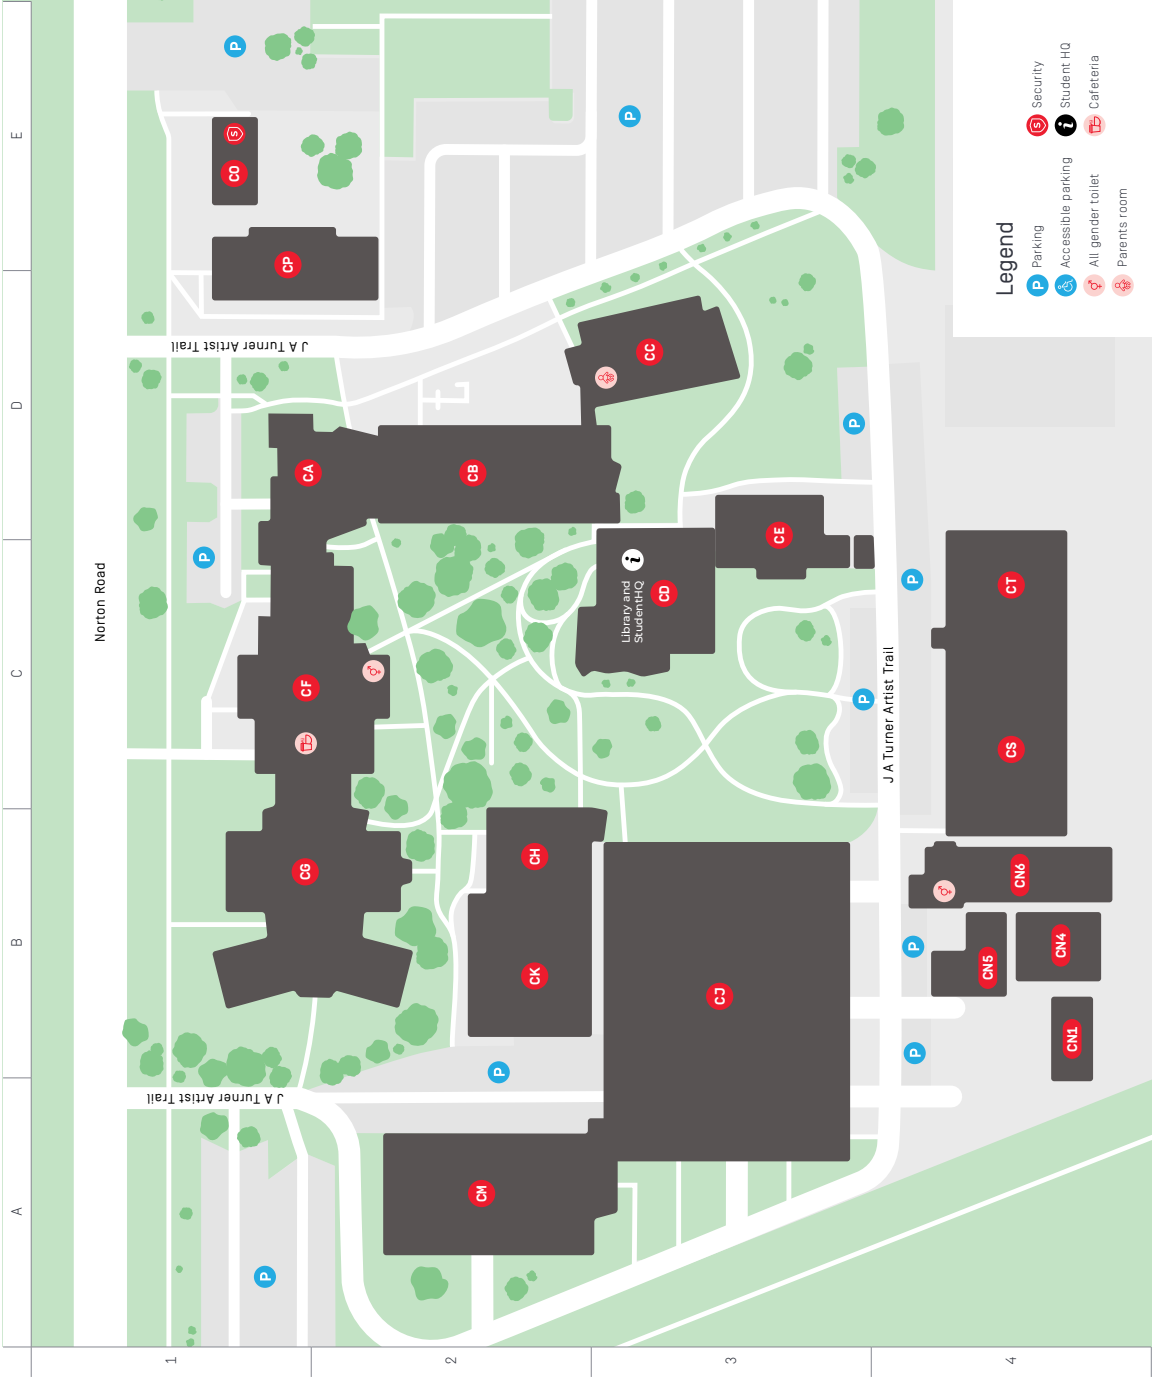 A
B
C
D
E
1
2
3
4
Norton Road
J A Turner Artist Trail
J A Turner Artist Trail
J A Turner Artist Trail
P
P
P
P
P
P
P
P
P
P
CO
S
CP
CA
CB
CC
CE
CD
Library and
StudentHQ
i
CF
CG
CH
CK
CJ
CM
CT
CS
CN6
CN5
CN4
CN1
Legend
P Parking
Accessible parking
All gender toilet
Parents room
S Security
i Student HQ
Cafeteria